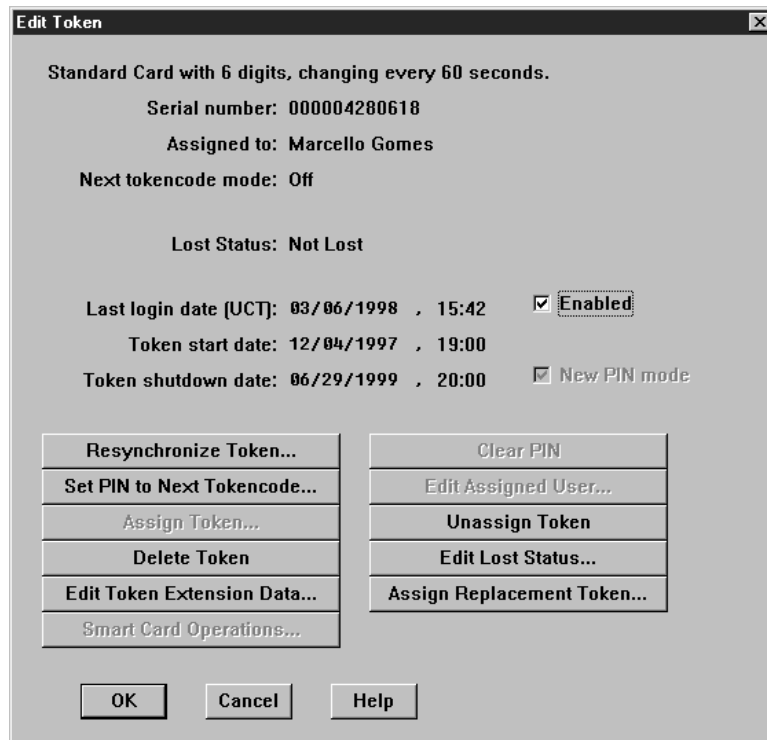 Edit Token
Standard Card with 6 digits, changing every 60 seconds.
Serial number: 000004280618
Assigned to: Marcello Gomes
Next tokencode mode: Off
Lost Status: Not Lost
Last login date (UCT): 03/06/1998 , 15:42 Enabled
Token start date: 12/04/1997 , 19:00
Token shutdown date: 06/29/1999 , 20:00 New PIN mode
Resynchronize Token... Clear PIN
Set PIN to Next Tokencode... Edit Assigned User...
Assign Token... Unassign Token
Delete Token Edit Lost Status...
Edit Token Extension Data... Assign Replacement Token...
Smart Card Operations...
OK Cancel Help